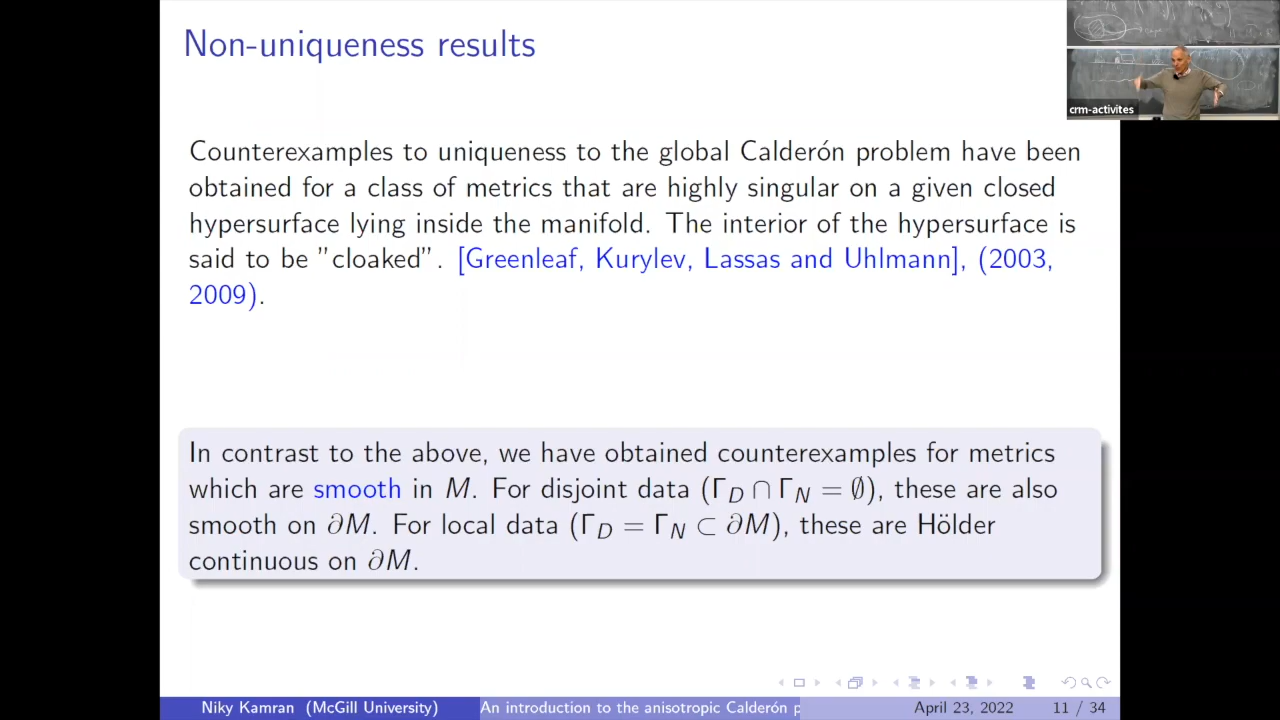 Non-uniqueness results
crm-activites
Counterexamples to uniqueness to the global Calderón problem have been
obtained for a class of metrics that are highly singular on a given closed
hypersurface lying inside the manifold. The interior of the hypersurface is
said to be ”cloaked”. [Greenleaf, Kurylev, Lassas and Uhlmann], (2003,
2009).
In contrast to the above, we have obtained counterexamples for metrics
which are smooth in M. For disjoint data (Γ_D ∩ Γ_N = ∅), these are also
smooth on ∂M. For local data (Γ_D = Γ_N ⊂ ∂M), these are Hölder
continuous on ∂M.
Niky Kamran (McGill University) An introduction to the anisotropic Calderón p April 23, 2022 11 / 34